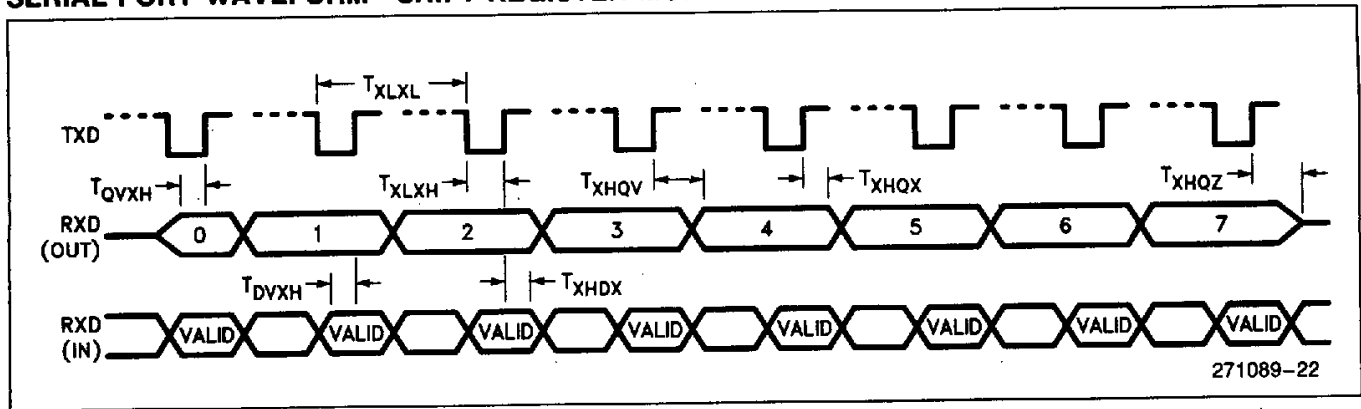 SERIAL PORT WAVEFORM—SHIFT REGISTER
TXLXL
TXD
TQVXH
TXLXH
TXHQV
TXHQX
TXHQZ
RXD (OUT)
0 1 2 3 4 5 6 7
TDVXH
TXHDX
RXD (IN)
VALID VALID VALID VALID VALID VALID VALID VALID
271089–22